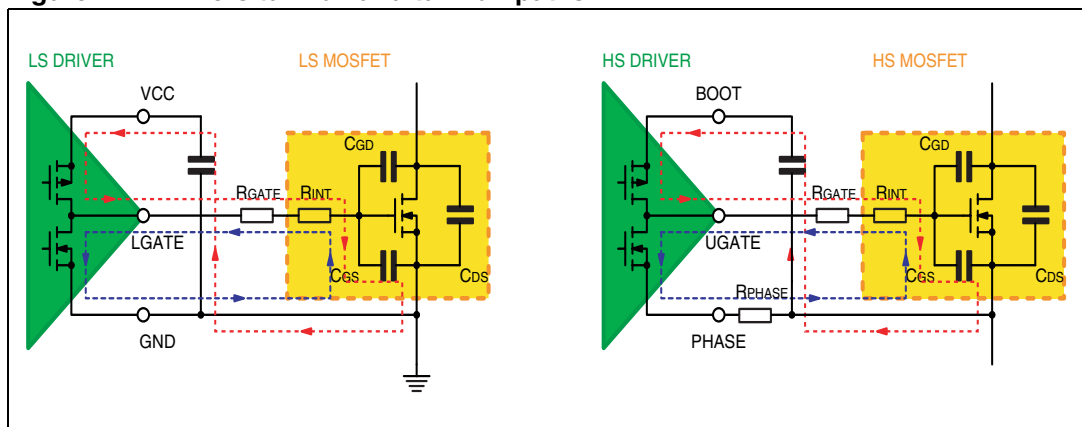 LS DRIVER
LS MOSFET
VCC
CGD
RGATE
RINT
LGATE
CGS
CDS
GND
HS DRIVER
HS MOSFET
BOOT
CGD
RGATE
RINT
UGATE
CGS
CDS
RPHASE
PHASE